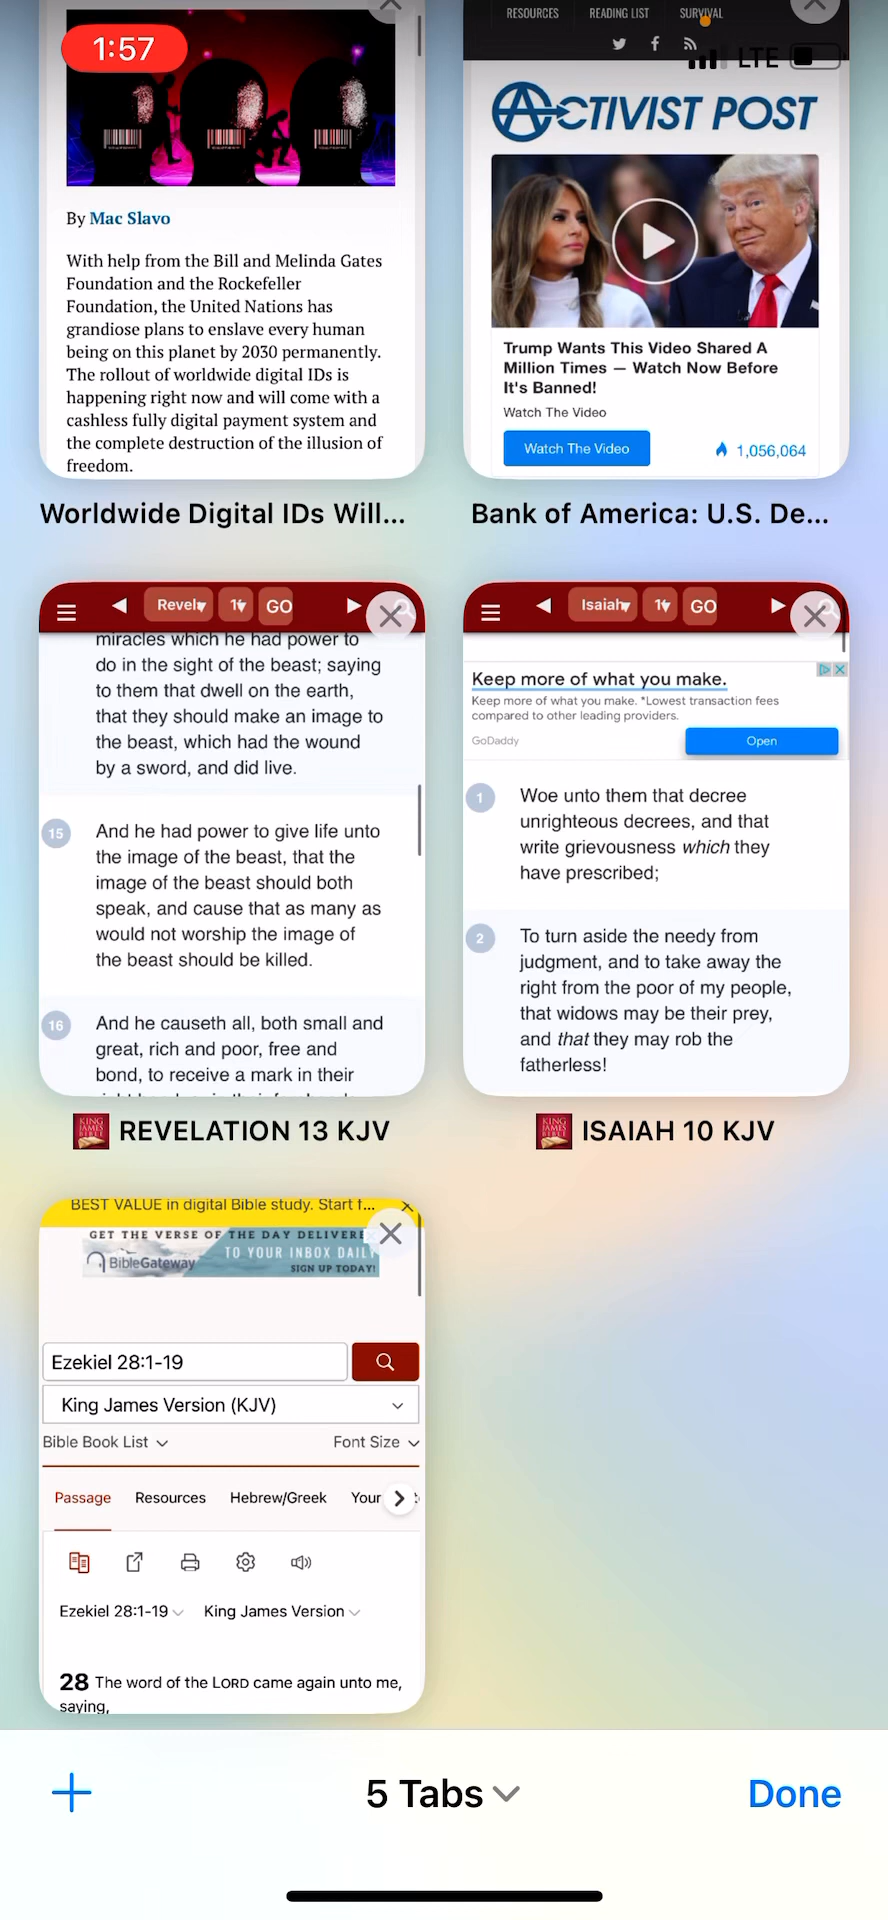 1:57
LTE
By Mac Slavo
With help from the Bill and Melinda Gates
Foundation and the Rockefeller
Foundation, the United Nations has
grandiose plans to enslave every human
being on this planet by 2030 permanently.
The rollout of worldwide digital IDs is
happening right now and will come with a
cashless fully digital payment system and
the complete destruction of the illusion of
freedom.
Worldwide Digital IDs Will...
RESOURCES READING LIST SURVIVAL
ACTIVIST POST
Trump Wants This Video Shared A
Million Times — Watch Now Before
It's Banned!
Watch The Video
Watch The Video 1,056,064
Bank of America: U.S. De...
GO
miracles which he had power to
do in the sight of the beast; saying
to them that dwell on the earth,
that they should make an image to
the beast, which had the wound
by a sword, and did live.
15 And he had power to give life unto
the image of the beast, that the
image of the beast should both
speak, and cause that as many as
would not worship the image of
the beast should be killed.
16 And he causeth all, both small and
great, rich and poor, free and
bond, to receive a mark in their
REVELATION 13 KJV
Isaiah GO
Keep more of what you make.
Keep more of what you make. *Lowest transaction fees
compared to other leading providers.
GoDaddy
Open
1 Woe unto them that decree
unrighteous decrees, and that
write grievousness which they
have prescribed;
2 To turn aside the needy from
judgment, and to take away the
right from the poor of my people,
that widows may be their prey,
and that they may rob the
fatherless!
KING JAMES BIBLE
ISAIAH 10 KJV
BEST VALUE in digital Bible study. Start f...
GET THE VERSE OF THE DAY DELIVERE
TO YOUR INBOX DAILY
BibleGateway
SIGN UP TODAY!
Ezekiel 28:1-19
King James Version (KJV)
Bible Book List Font Size
Passage Resources Hebrew/Greek Your
Ezekiel 28:1-19 King James Version
28 The word of the LORD came again unto me,
saying,
5 Tabs
Done